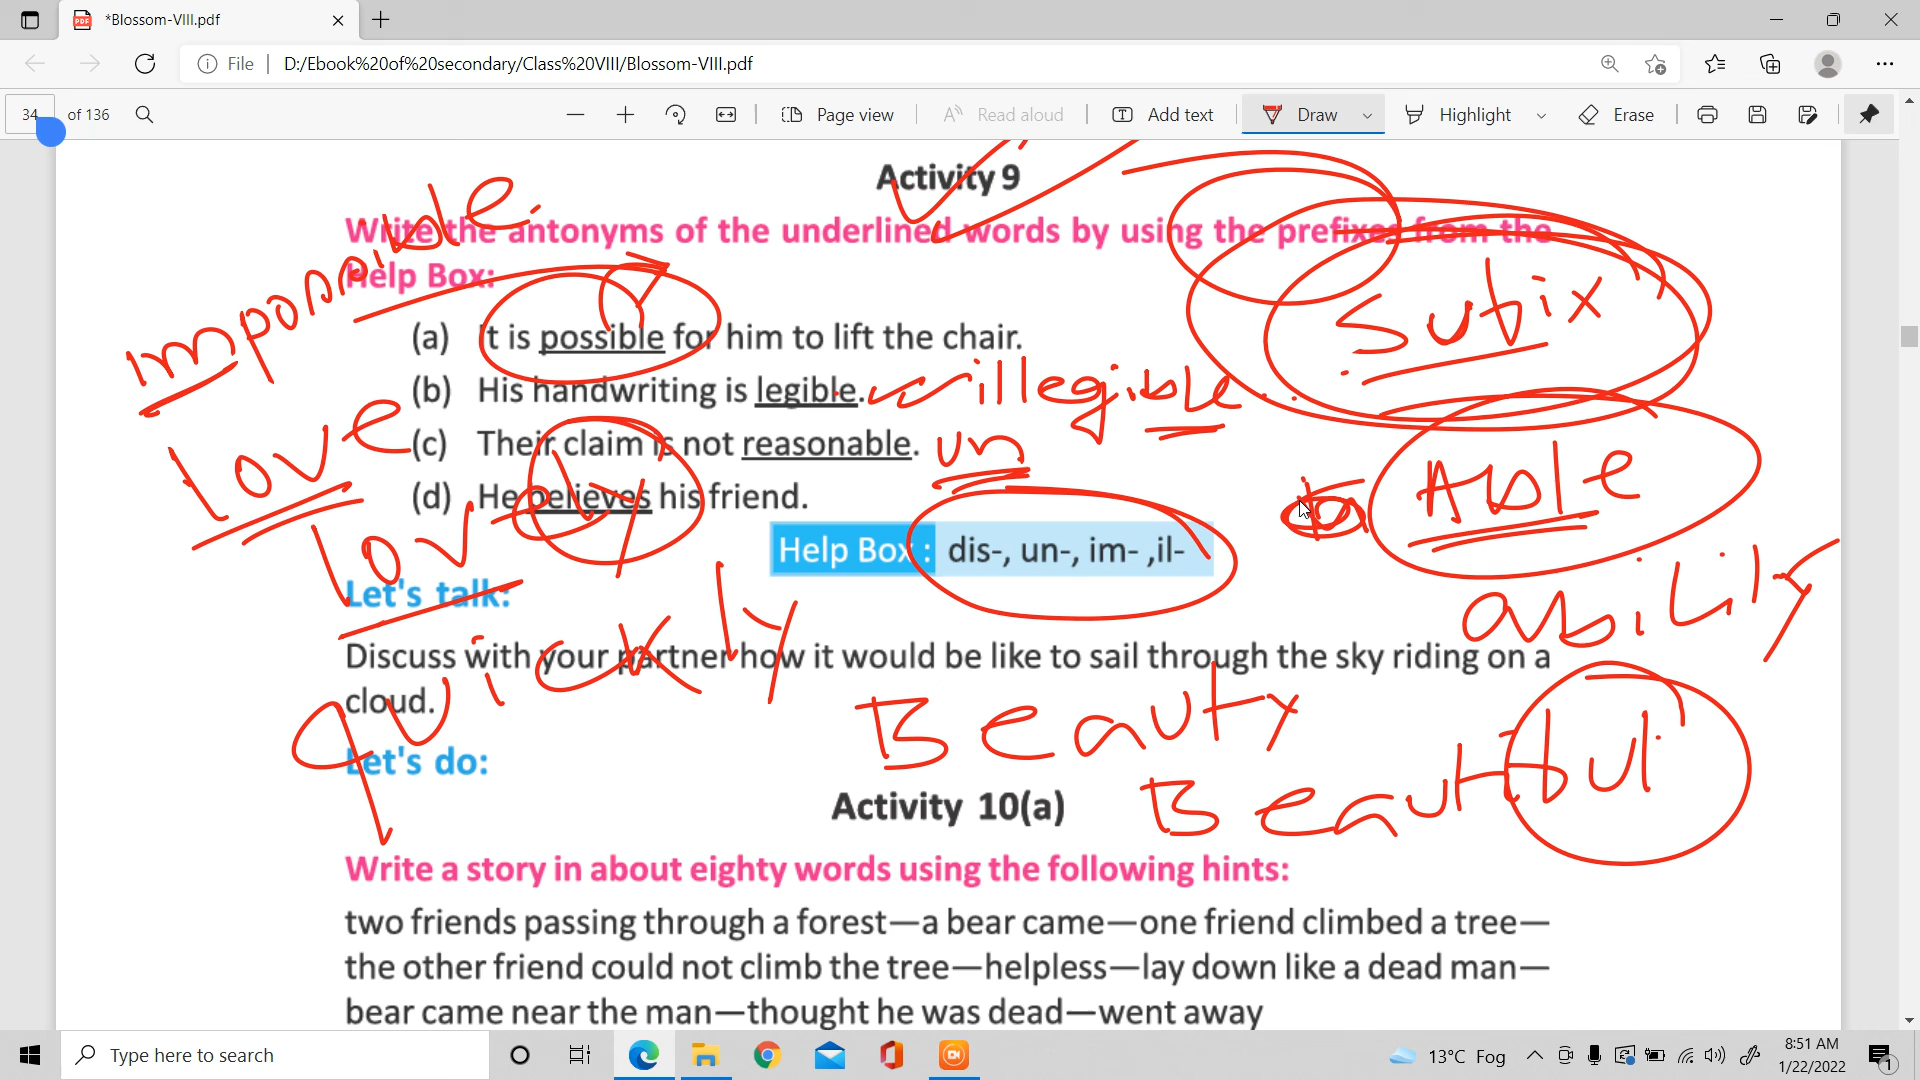 *Blossom-VIII.pdf
File D:/Ebook%20of%20secondary/Class%20VIII/Blossom-VIII.pdf
34 of 136 Page view Read aloud Add text Draw Highlight Erase
Activity 9
Write the antonyms of the underlined words by using the prefixes from the
Help Box:
impossible
Sufix
(a) It is possible for him to lift the chair.
(b) His handwriting is legible. illegible
love
(c) Their claim is not reasonable. un
Able
(d) He believes his friend.
lovely
Help Box : dis-, un-, im- ,il-
ability
Let's talk:
quickly
Discuss with your partner how it would be like to sail through the sky riding on a
cloud.
Beauty
Let's do:
Beautiful
Activity 10(a)
Write a story in about eighty words using the following hints:
two friends passing through a forest—a bear came—one friend climbed a tree—
the other friend could not climb the tree—helpless—lay down like a dead man—
bear came near the man—thought he was dead—went away
Type here to search
13°C Fog
8:51 AM
1/22/2022
1